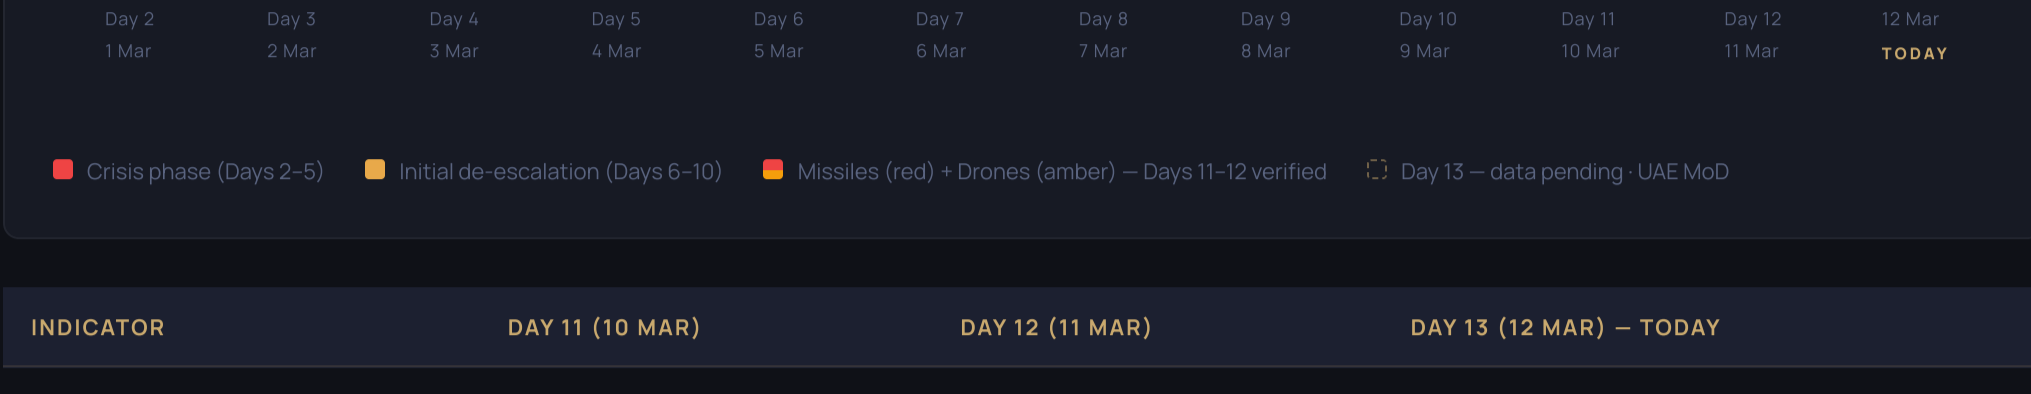 Day 2 Day 3 Day 4 Day 5 Day 6 Day 7 Day 8 Day 9 Day 10 Day 11 Day 12 12 Mar
1 Mar 2 Mar 3 Mar 4 Mar 5 Mar 6 Mar 7 Mar 8 Mar 9 Mar 10 Mar 11 Mar TODAY
Crisis phase (Days 2–5) Initial de-escalation (Days 6–10) Missiles (red) + Drones (amber) — Days 11–12 verified Day 13 — data pending · UAE MoD
INDICATOR DAY 11 (10 MAR) DAY 12 (11 MAR) DAY 13 (12 MAR) — TODAY